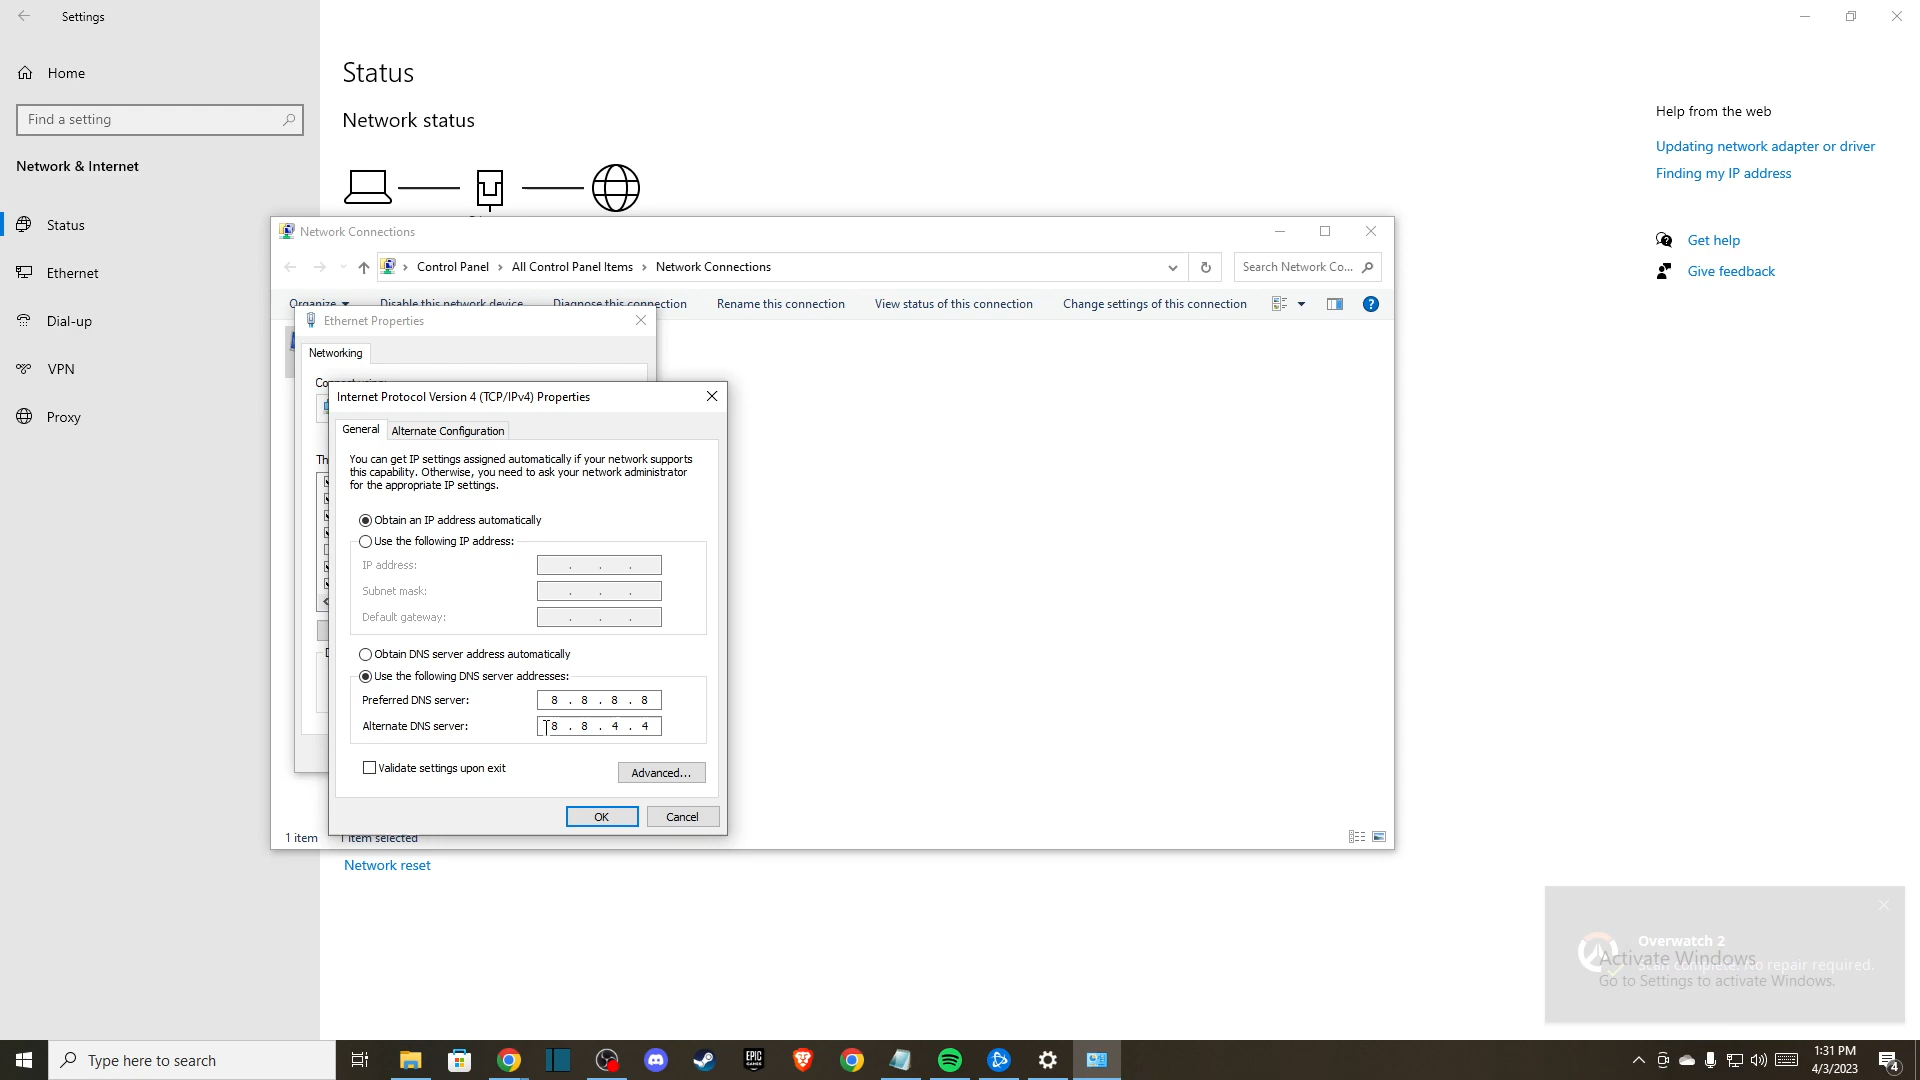 Settings
Home
Find a setting
Network & Internet
Status
Ethernet
Dial-up
VPN
Proxy
Status
Network status
Help from the web
Updating network adapter or driver
Finding my IP address
Get help
Give feedback
Network Connections
Control Panel > All Control Panel Items > Network Connections
Search Network Co...
Organize
Disable this network device
Diagnose this connection
Rename this connection
View status of this connection
Change settings of this connection
Ethernet Properties
Networking
Internet Protocol Version 4 (TCP/IPv4) Properties
General
Alternate Configuration
You can get IP settings assigned automatically if your network supports
this capability. Otherwise, you need to ask your network administrator
for the appropriate IP settings.
Obtain an IP address automatically
Use the following IP address:
IP address:
Subnet mask:
Default gateway:
Obtain DNS server address automatically
Use the following DNS server addresses:
Preferred DNS server: 8 . 8 . 8 . 8
Alternate DNS server: 8 . 8 . 4 . 4
Validate settings upon exit
Advanced...
OK
Cancel
1 item
1 item selected
Network reset
Overwatch 2
Scan complete. No repair required.
Activate Windows
Go to Settings to activate Windows.
Type here to search
EPIC
GAMES
1:31 PM
4/3/2023
4